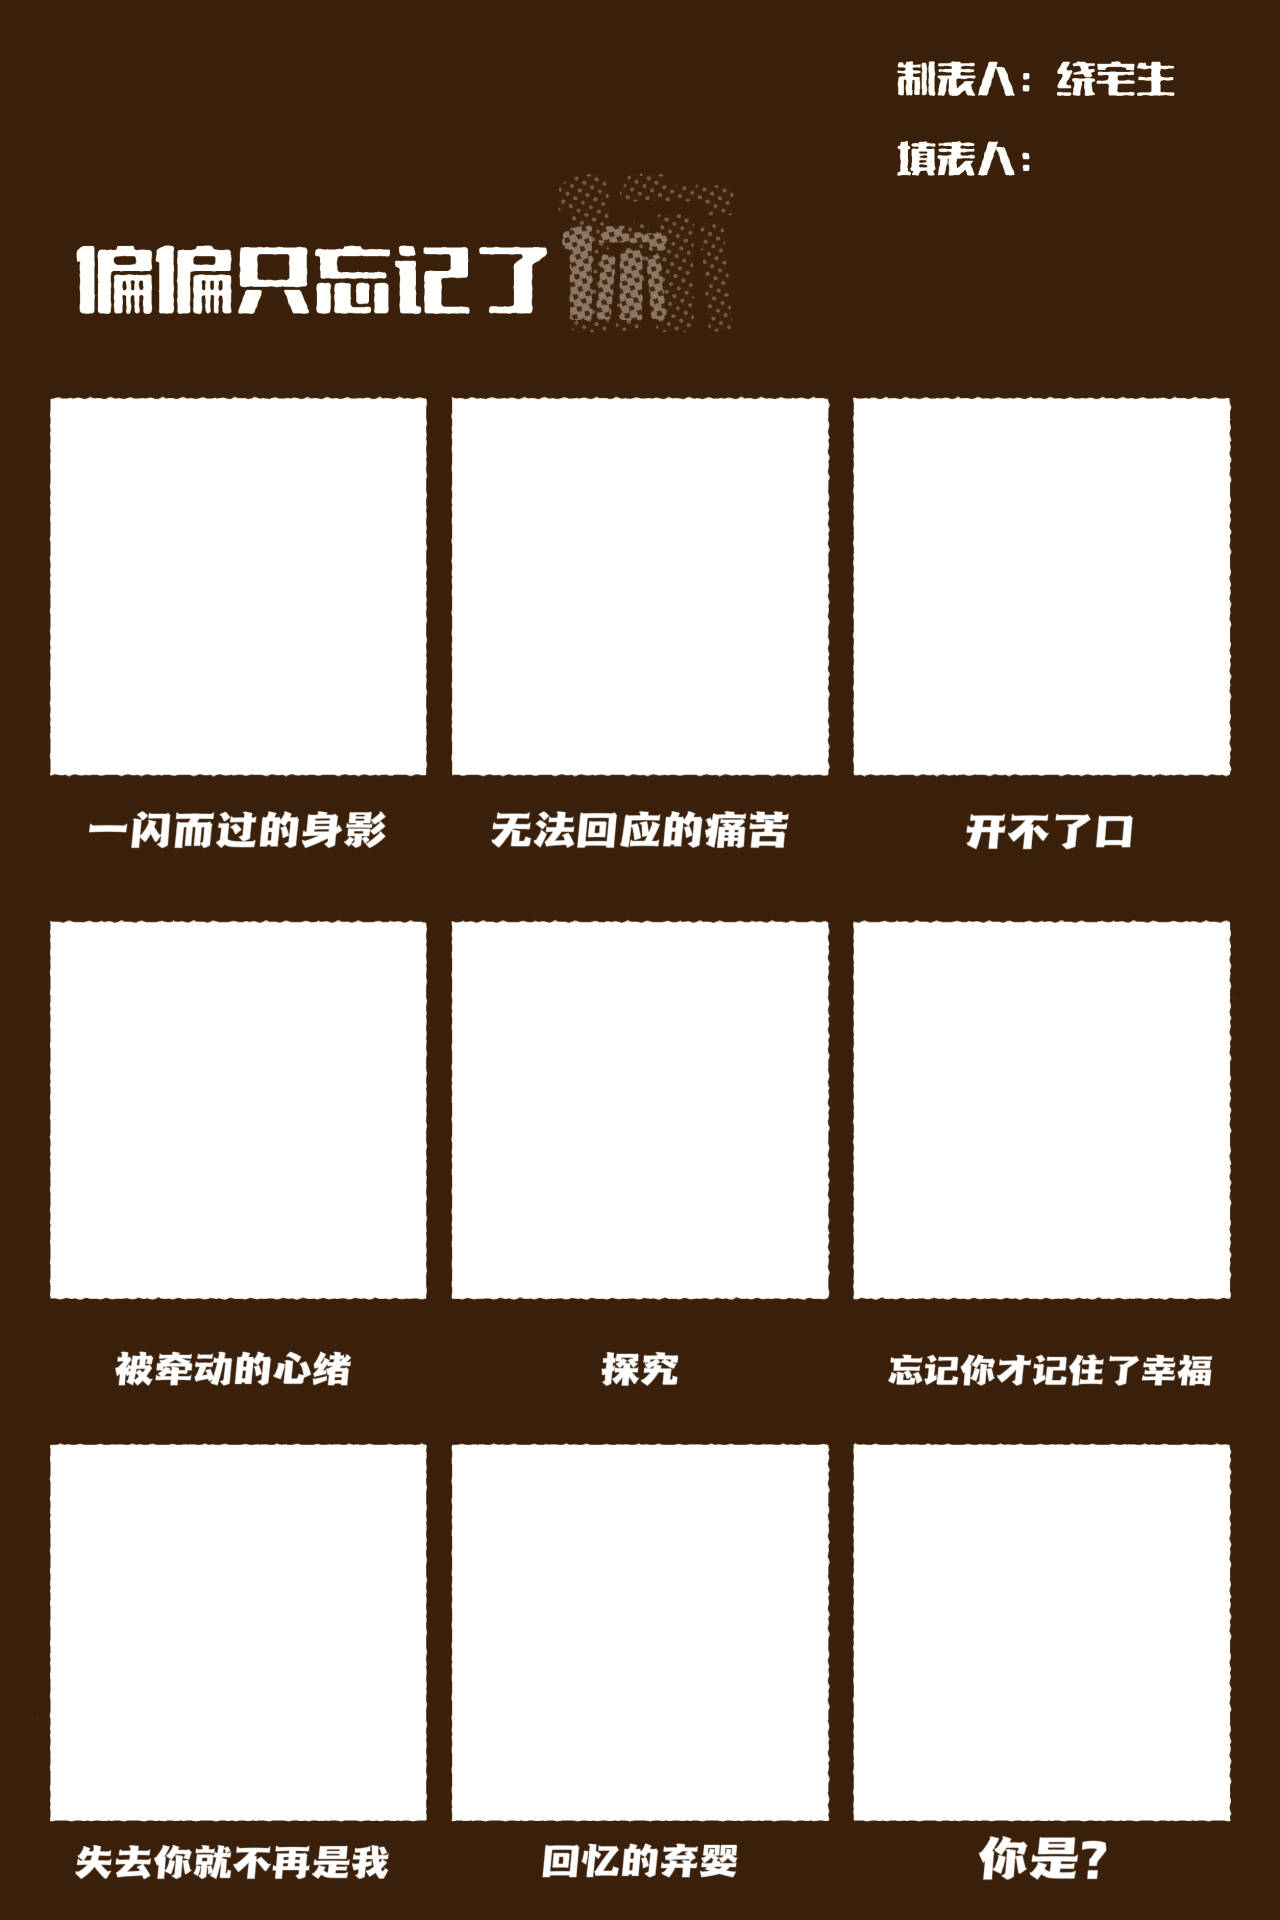 制表人：绕宅生
填表人：
偏偏只忘记了你
一闪而过的身影
无法回应的痛苦
开不了口
被牵动的心绪
探究
忘记你才记住了幸福
失去你就不再是我
回忆的弃婴
你是?